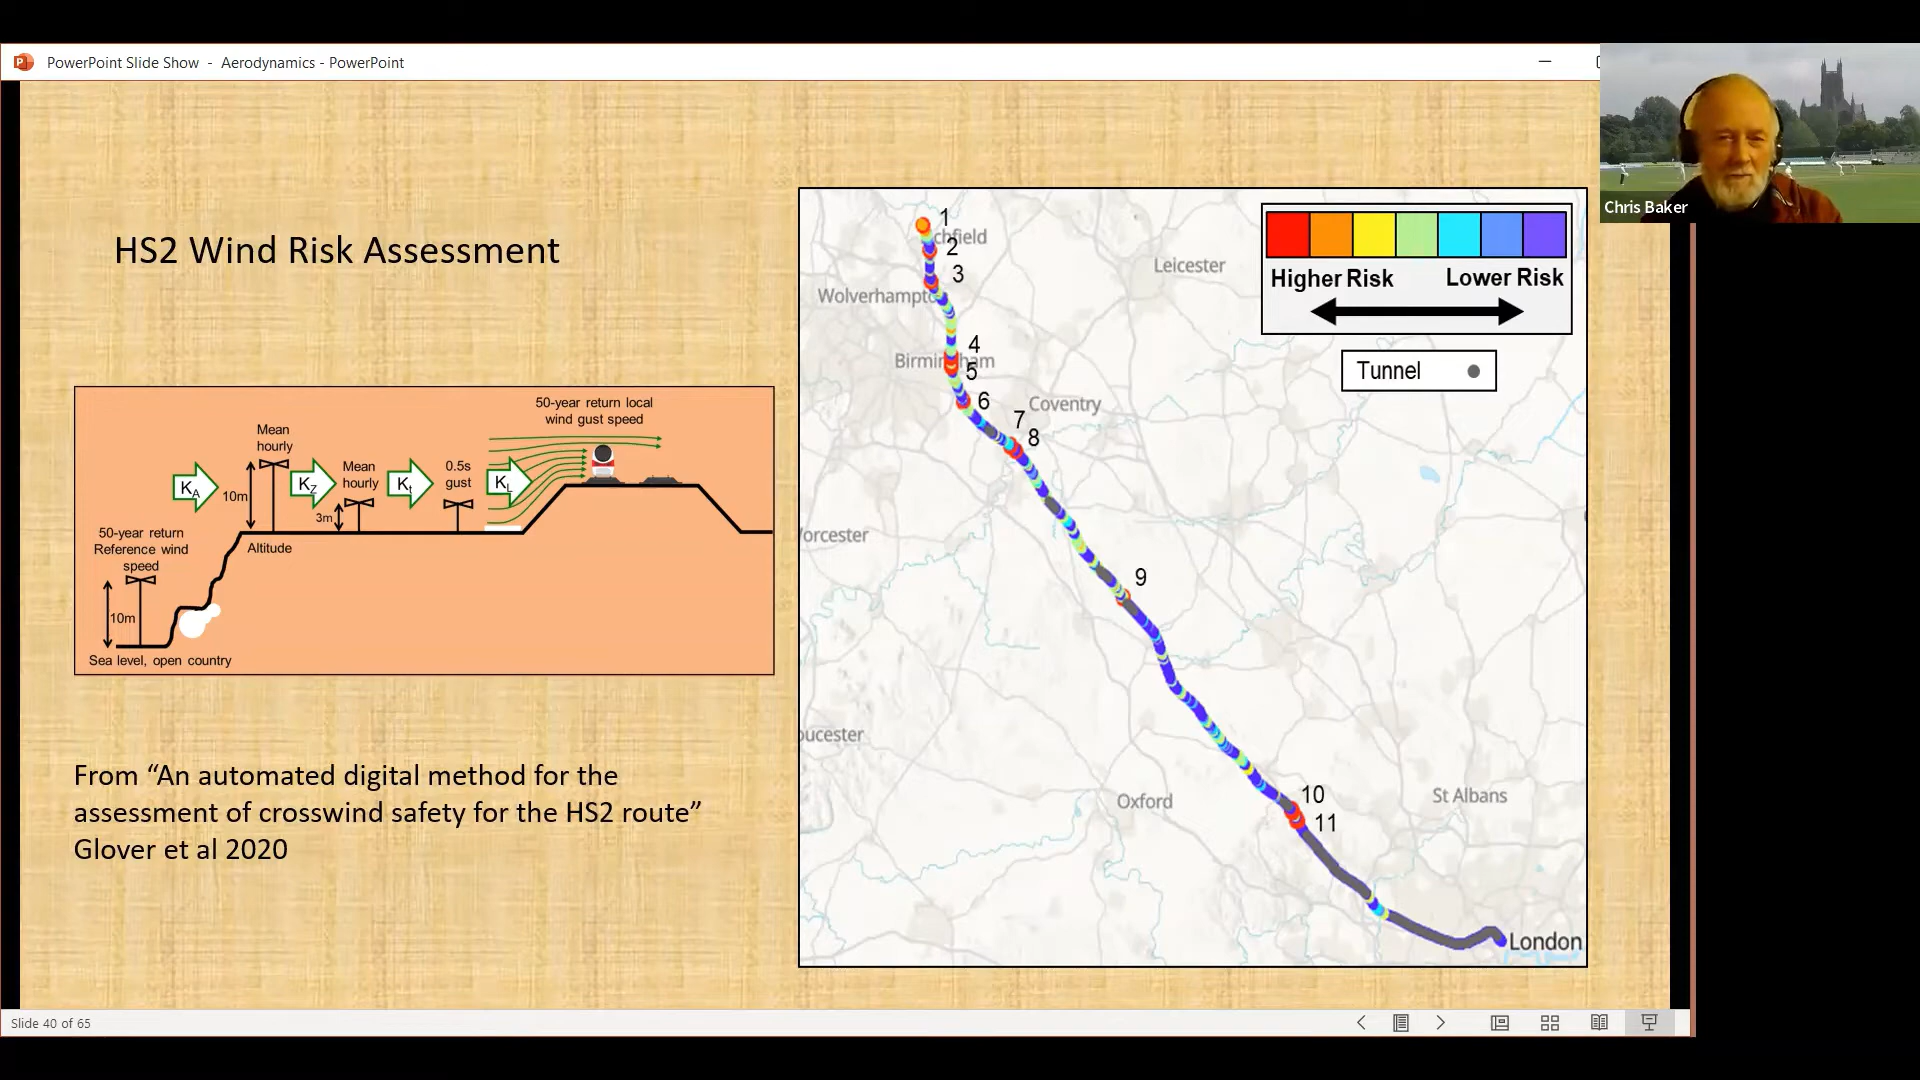 PowerPoint Slide Show - Aerodynamics - PowerPoint
Chris Baker
HS2 Wind Risk Assessment
50-year return local
wind gust speed
Mean
hourly
Mean
hourly
0.5s
gust
KA
10m
KZ
Kt
KL
3m
50-year return
Reference wind
speed
Altitude
10m
Sea level, open country
From “An automated digital method for the
assessment of crosswind safety for the HS2 route”
Glover et al 2020
Higher Risk
Lower Risk
Tunnel
1
chfield
2
3
Leicester
Wolverhampto
4
Birmingham
5
6
Coventry
7
8
orcester
9
oucester
10
Oxford
St Albans
11
London
Slide 40 of 65